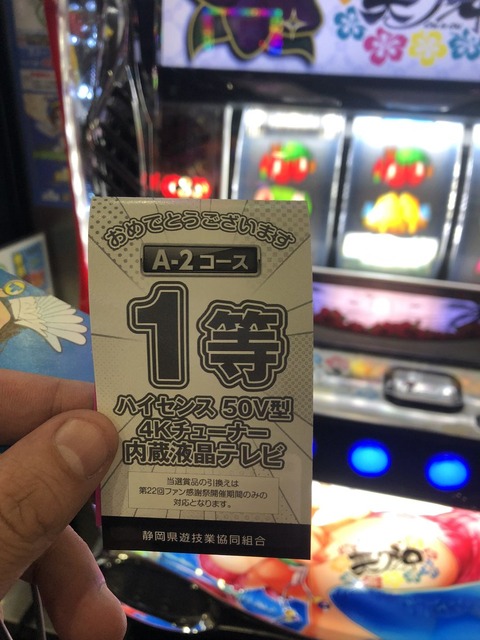 おめでとうございます
A-2コース
1等
ハイセンス 50V型
4Kチューナー
内蔵液晶テレビ
当選賞品の引換えは
第22回ファン感謝祭開催期間のみの
対応となります。
静岡県遊技業協同組合